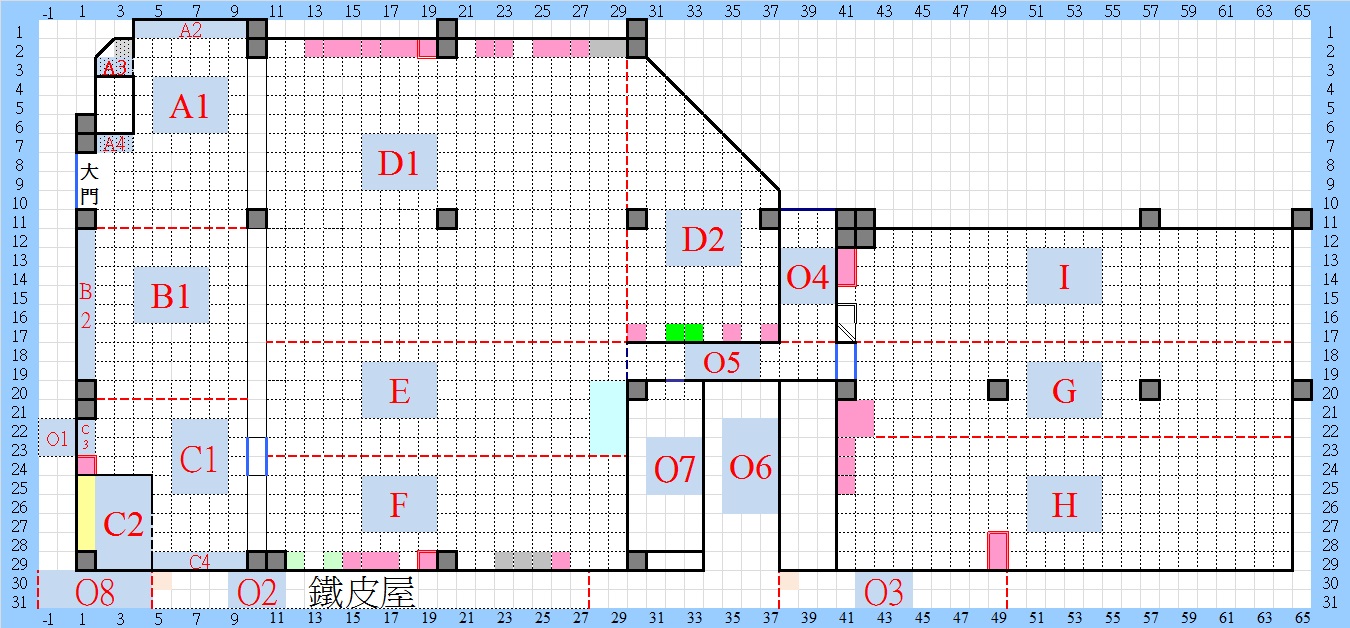 -1 1 3 5 7 9 11 13 15 17 19 21 23 25 27 29 31 33 35 37 39 41 43 45 47 49 51 53 55 57 59 61 63 65
1 A2 1
2 2
3 A3 3
4 4
5 A1 5
6 6
7 A4 7
8 大 D1 8
9 門 9
10 10
11 11
12 D2 12
13 13
14 O4 I 14
15 B B1 15
16 2 16
17 17
18 O5 18
19 19
20 E G 20
21 21
22 O1 C 22
23 3 C1 O7 O6 23
24 24
25 25
26 C2 F H 26
27 27
28 28
29 C4 29
30 O8 O2 鐵皮屋 O3 30
31 31
-1 1 3 5 7 9 11 13 15 17 19 21 23 25 27 29 31 33 35 37 39 41 43 45 47 49 51 53 55 57 59 61 63 65